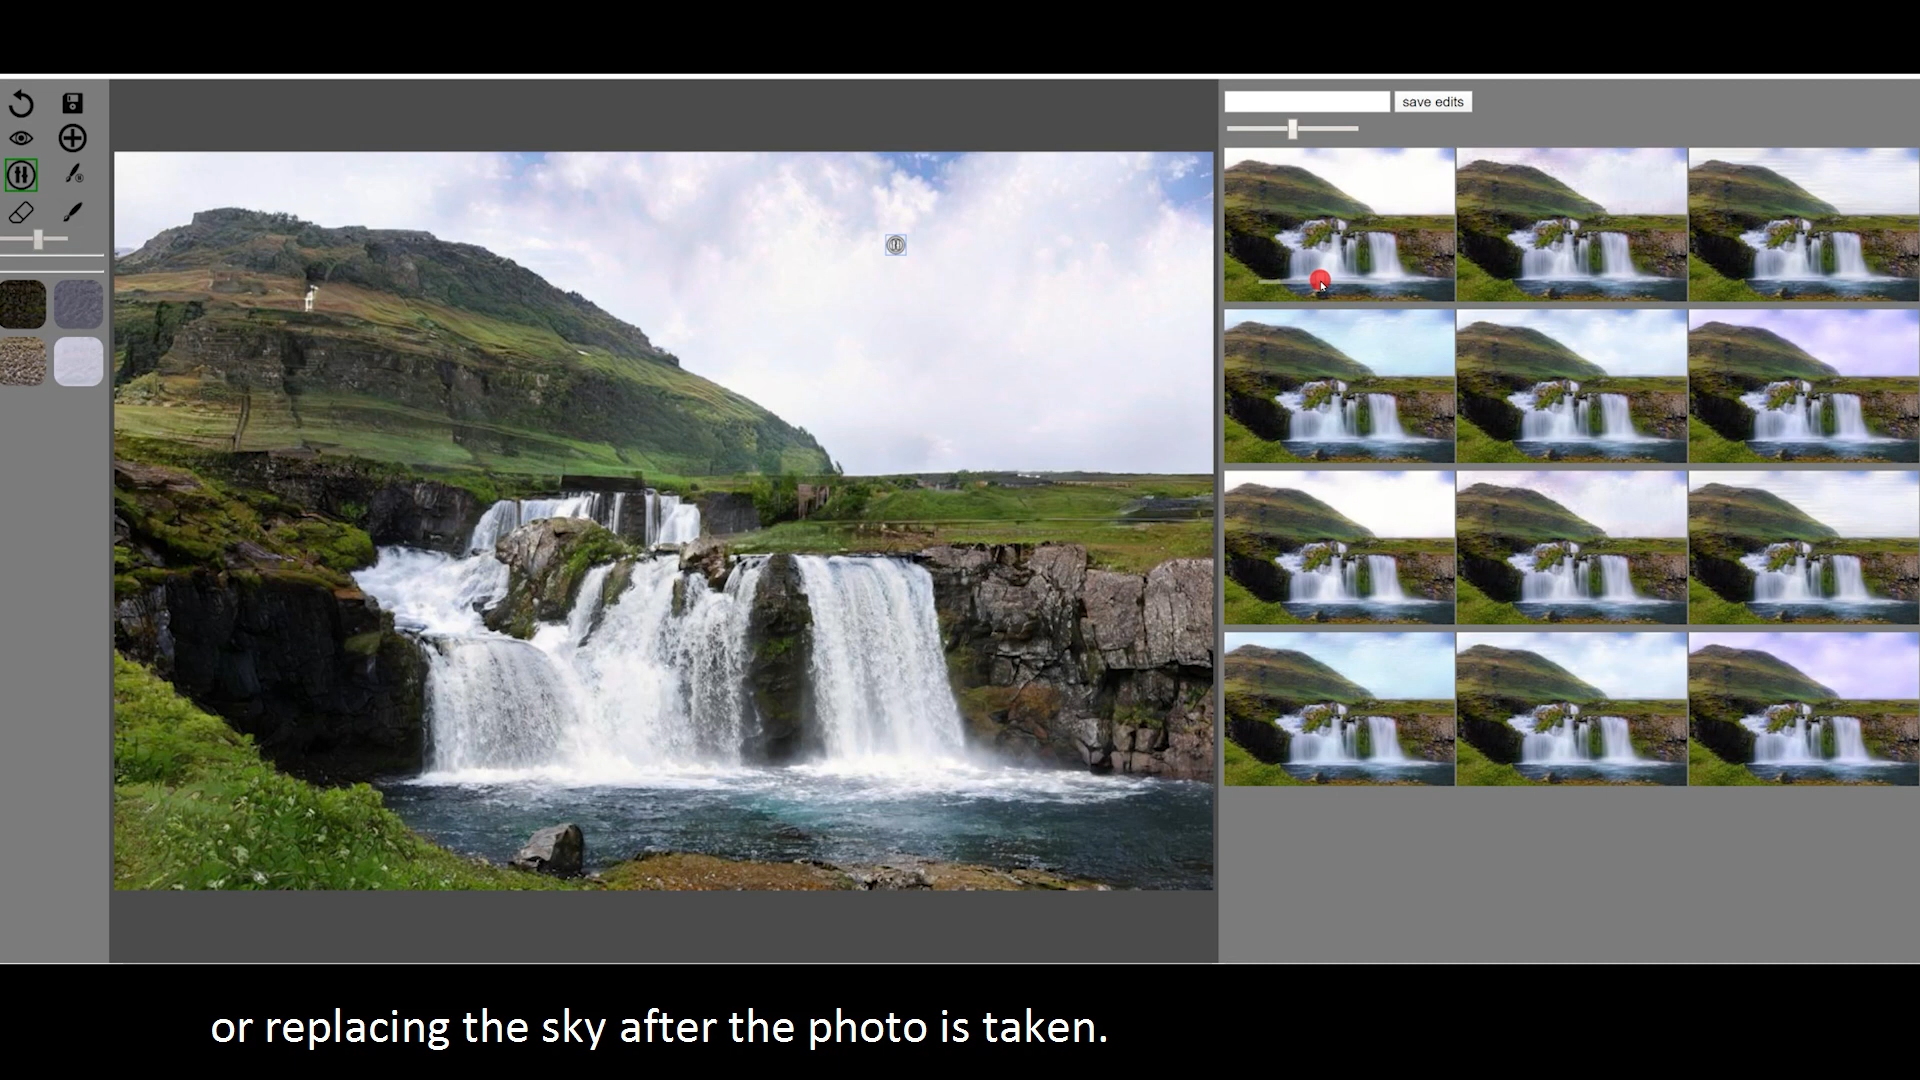 save edits
or replacing the sky after the photo is taken.